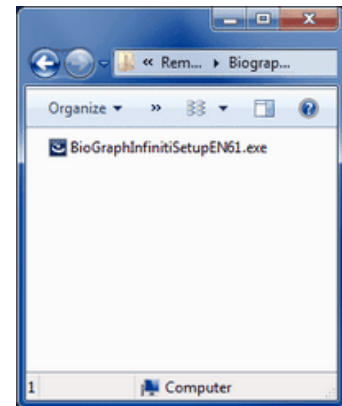 « Rem... ▸ Biograp...
Organize ▾ »
BioGraphInfinitiSetupEN61.exe
1 Computer